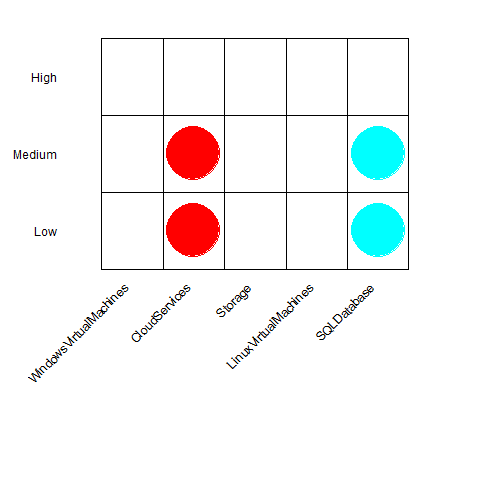 High
Medium
Low
WindowsVirtualMachines
CloudServices
Storage
LinuxVirtualMachines
SQLDatabase